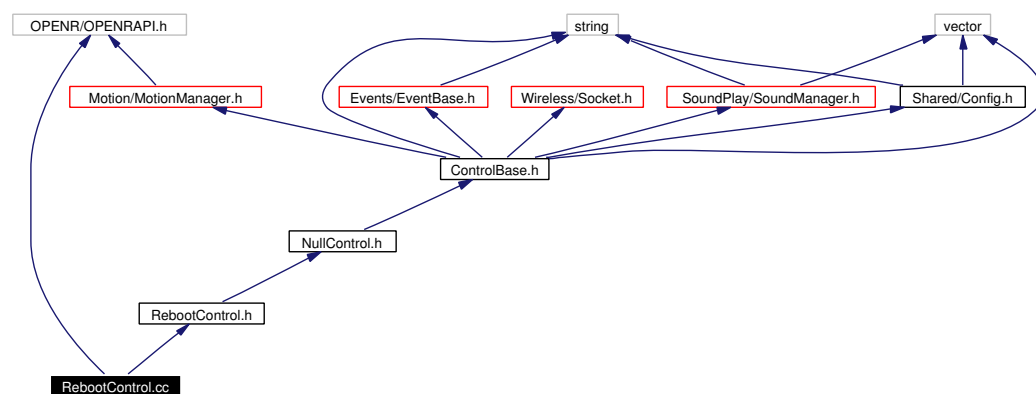 OPENR/OPENRAPI.h
string
vector
Motion/MotionManager.h
Events/EventBase.h
Wireless/Socket.h
SoundPlay/SoundManager.h
Shared/Config.h
ControlBase.h
NullControl.h
RebootControl.h
RebootControl.cc